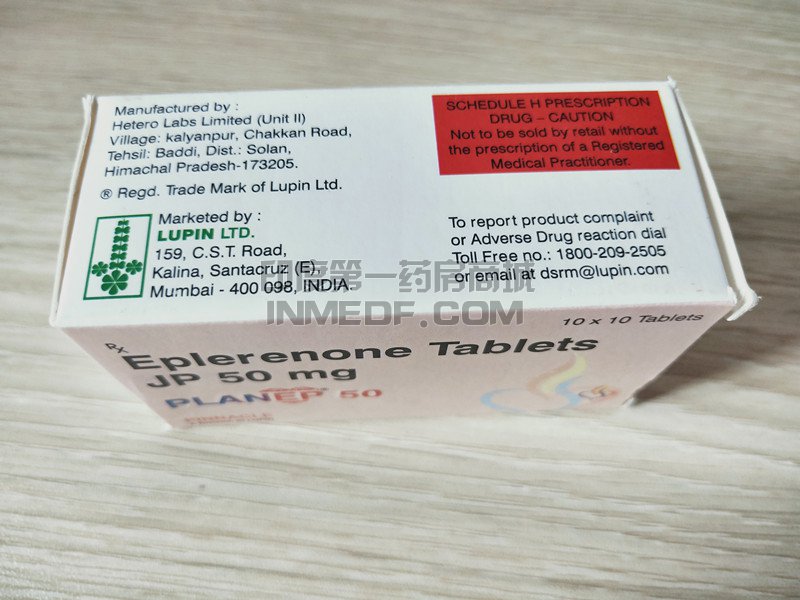 Manufactured by :
Hetero Labs Limited (Unit II)
Village: kalyanpur, Chakkan Road,
Tehsil: Baddi, Dist.: Solan,
Himachal Pradesh-173205.
® Regd. Trade Mark of Lupin Ltd.
Marketed by :
LUPIN LTD.
159, C.S.T. Road,
Kalina, Santacruz (E),
Mumbai - 400 098, INDIA.
SCHEDULE H PRESCRIPTION
DRUG – CAUTION
Not to be sold by retail without
the prescription of a Registered
Medical Practitioner.
To report product complaint
or Adverse Drug reaction dial
Toll Free no.: 1800-209-2505
or email at dsrm@lupin.com
印度第一药房商城
INMEDF.COM
10 x 10 Tablets
Rx
Eplerenone Tablets
JP 50 mg
PLANEP® 50
PINNACLE